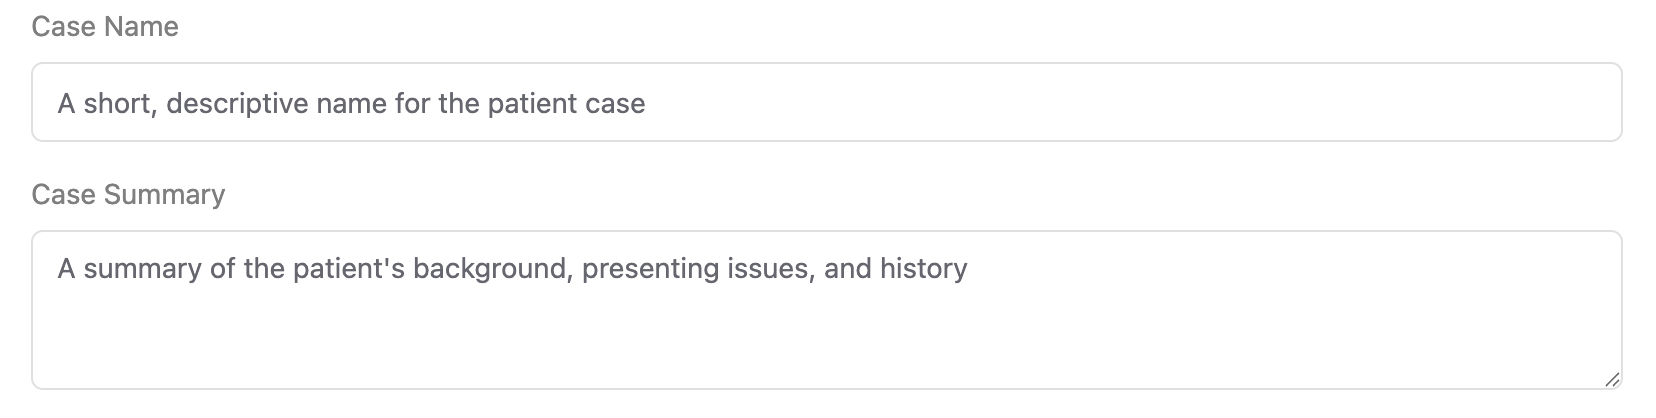 Case Name
A short, descriptive name for the patient case
Case Summary
A summary of the patient's background, presenting issues, and history